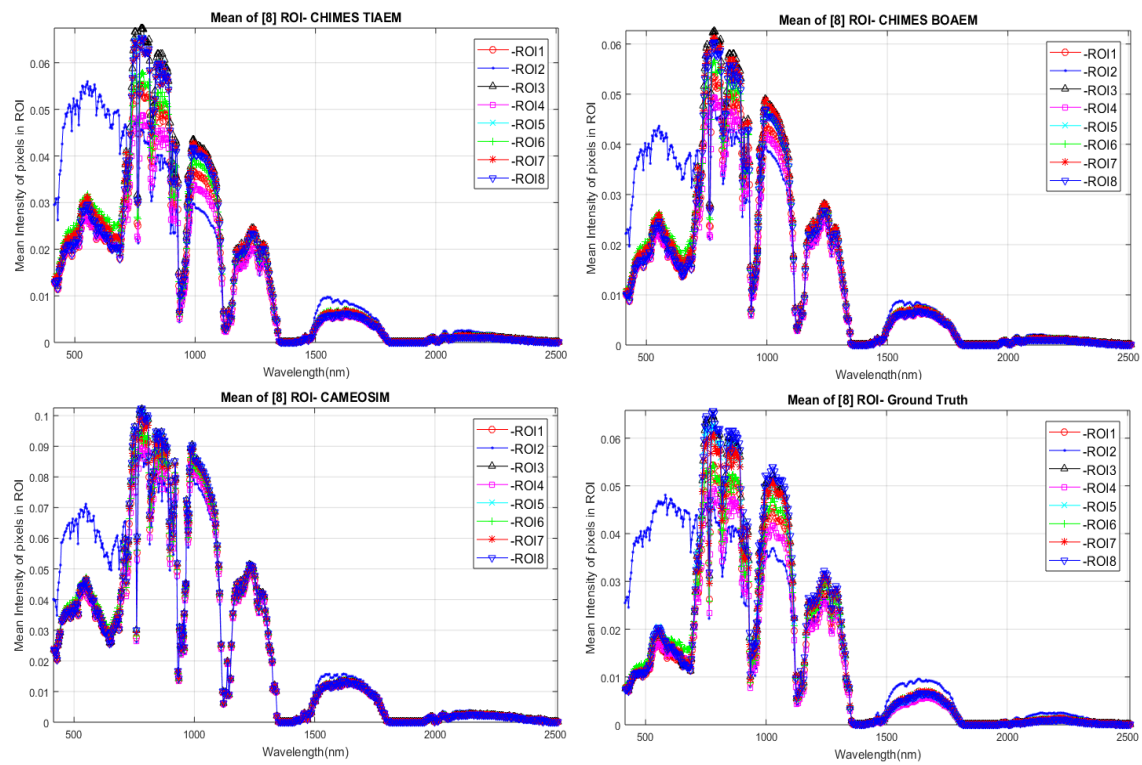 Mean of [8] ROI- CHIMES TIAEM
Mean Intensity of pixels in ROI
0.06
0.05
0.04
0.03
0.02
0.01
0
500
1000
1500
2000
2500
Wavelength(nm)
-ROI1
-ROI2
-ROI3
-ROI4
-ROI5
-ROI6
-ROI7
-ROI8
Mean of [8] ROI- CHIMES BOAEM
Mean Intensity of pixels in ROI
0.06
0.05
0.04
0.03
0.02
0.01
0
500
1000
1500
2000
2500
Wavelength(nm)
-ROI1
-ROI2
-ROI3
-ROI4
-ROI5
-ROI6
-ROI7
-ROI8
Mean of [8] ROI- CAMEOSIM
Mean Intensity of pixels in ROI
0.1
0.09
0.08
0.07
0.06
0.05
0.04
0.03
0.02
0.01
0
500
1000
1500
2000
2500
Wavelength(nm)
-ROI1
-ROI2
-ROI3
-ROI4
-ROI5
-ROI6
-ROI7
-ROI8
Mean of [8] ROI- Ground Truth
Mean Intensity of pixels in ROI
0.06
0.05
0.04
0.03
0.02
0.01
0
500
1000
1500
2000
2500
Wavelength(nm)
-ROI1
-ROI2
-ROI3
-ROI4
-ROI5
-ROI6
-ROI7
-ROI8